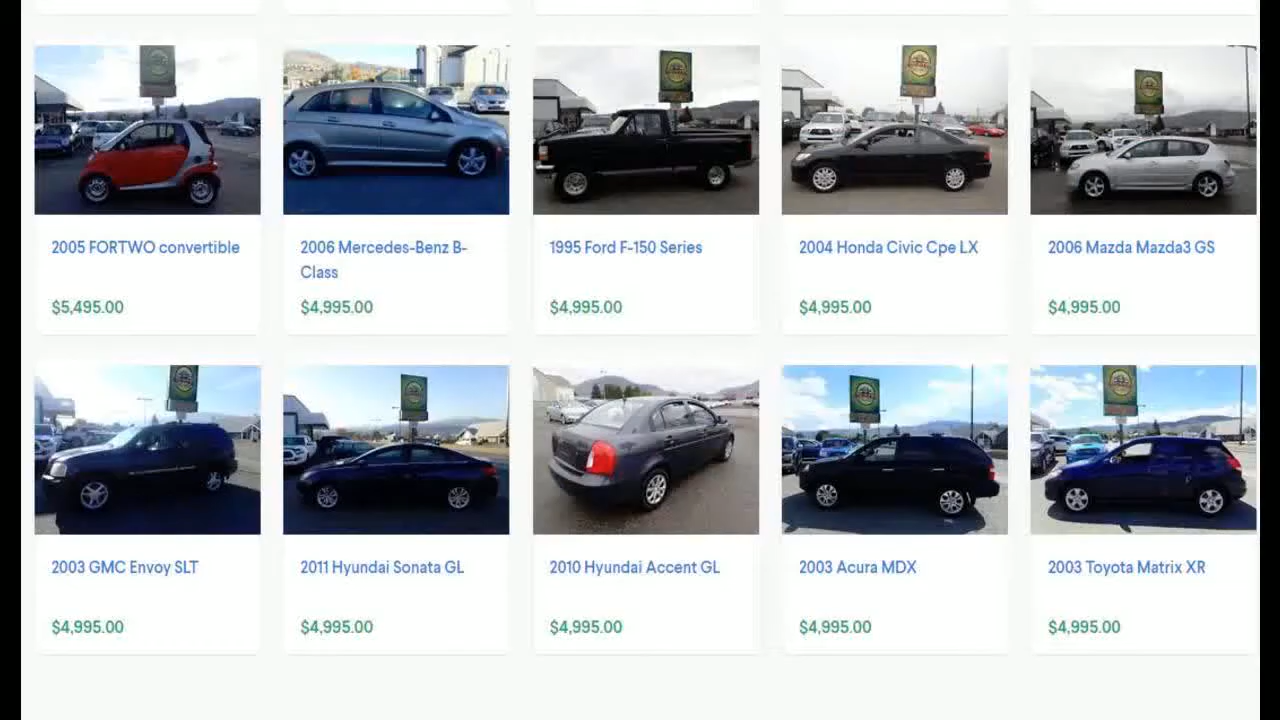 2005 FORTWO convertible
$5,495.00
2006 Mercedes-Benz B-
Class
$4,995.00
1995 Ford F-150 Series
$4,995.00
2004 Honda Civic Cpe LX
$4,995.00
2006 Mazda Mazda3 GS
$4,995.00
2003 GMC Envoy SLT
$4,995.00
2011 Hyundai Sonata GL
$4,995.00
2010 Hyundai Accent GL
$4,995.00
2003 Acura MDX
$4,995.00
2003 Toyota Matrix XR
$4,995.00